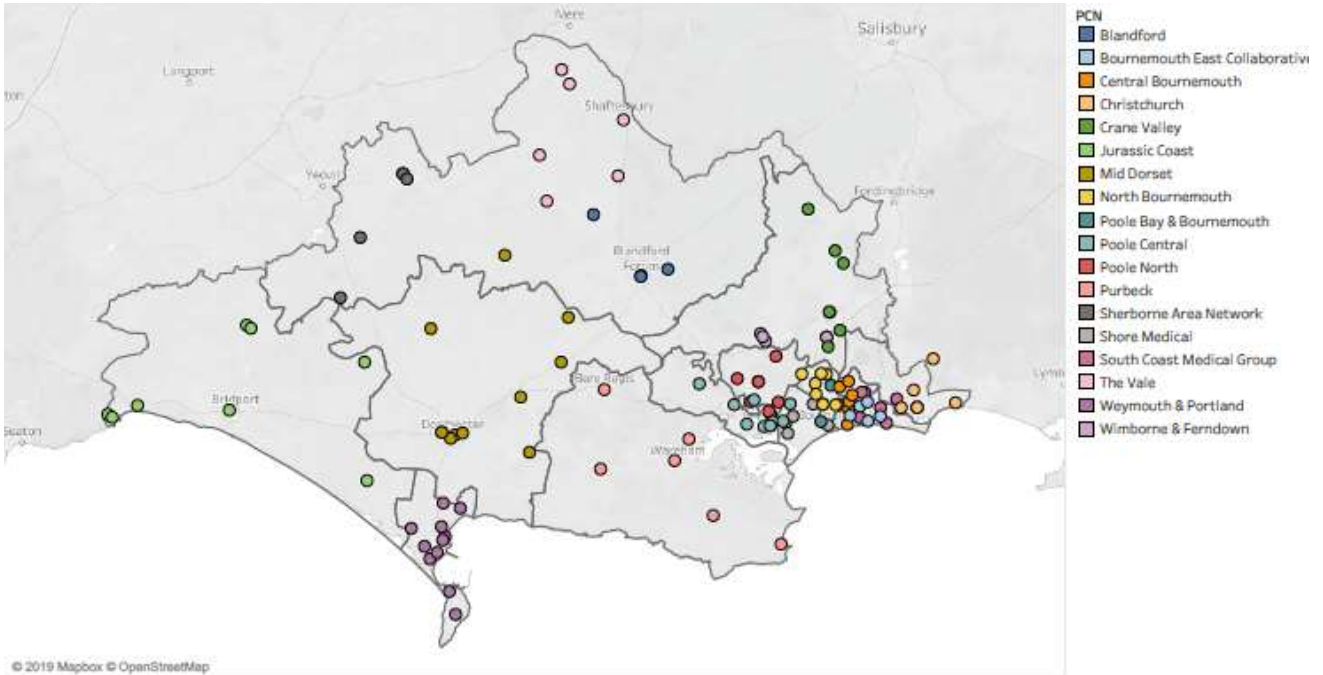 Mere
Salisbury
Langport
ton
Shaftesbury
Yeovil
Fordingbridge
Blandford
Forum
Lym
Bere Regis
Bridport
Dorchester
Seaton
Wareham
© 2019 Mapbox © OpenStreetMap
PCN
Blandford
Bournemouth East Collaborative
Central Bournemouth
Christchurch
Crane Valley
Jurassic Coast
Mid Dorset
North Bournemouth
Poole Bay & Bournemouth
Poole Central
Poole North
Purbeck
Sherborne Area Network
Shore Medical
South Coast Medical Group
The Vale
Weymouth & Portland
Wimborne & Ferndown